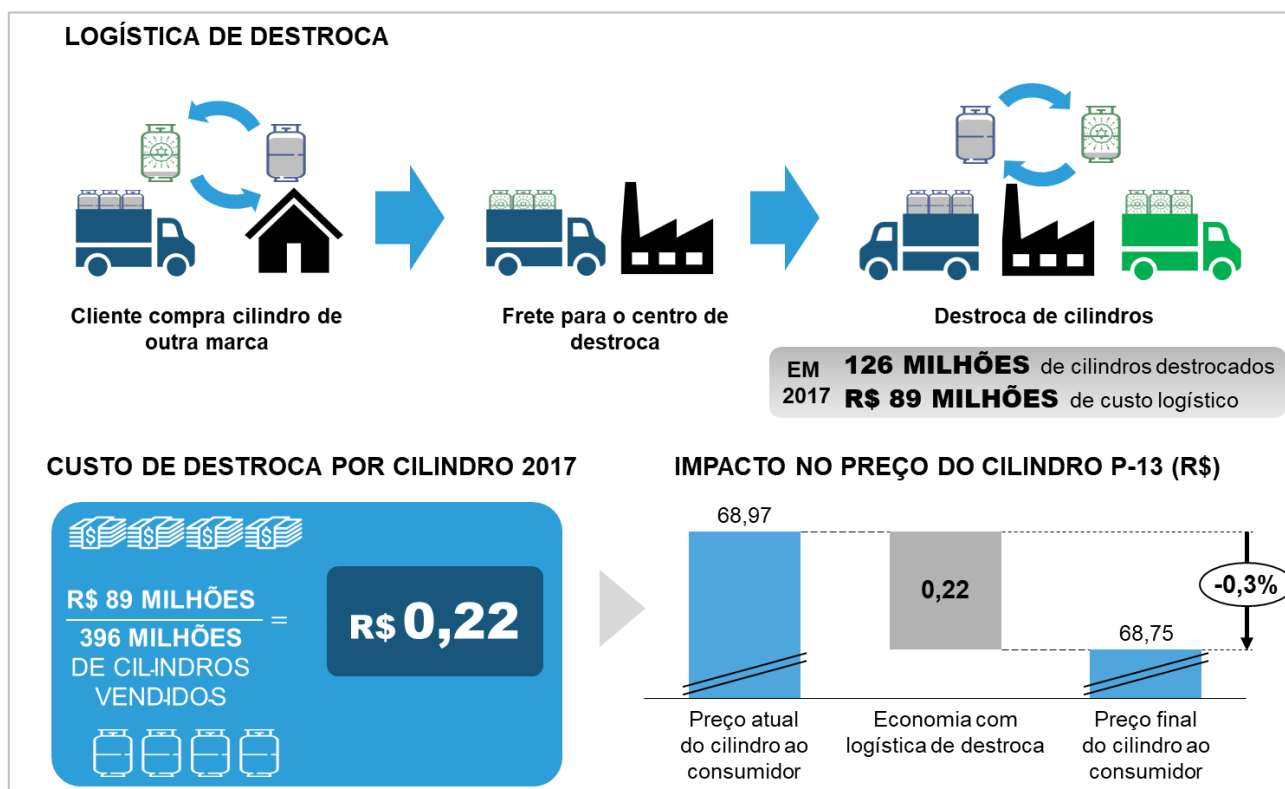 LOGÍSTICA DE DESTROCA
Cliente compra cilindro de
outra marca
Frete para o centro de
destroca
Destroca de cilindros
EM
2017
126 MILHÕES de cilindros destrocados
R$ 89 MILHÕES de custo logístico
CUSTO DE DESTROCA POR CILINDRO 2017
R$ 89 MILHÕES
=
396 MILHÕES
DE CILINDROS
VENDIDOS
R$ 0,22
IMPACTO NO PREÇO DO CILINDRO P-13 (R$)
68,97
0,22
68,75
-0,3%
Preço atual
do cilindro ao
consumidor
Economia com
logística de destroca
Preço final
do cilindro ao
consumidor